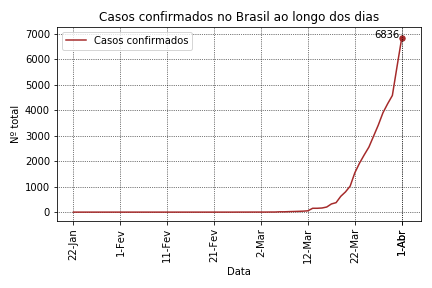 Casos confirmados no Brasil ao longo dos dias
Casos confirmados
6836
7000
6000
5000
4000
3000
2000
1000
0
Nº total
22-Jan
1-Fev
11-Fev
21-Fev
2-Mar
12-Mar
22-Mar
1-Abr
Data